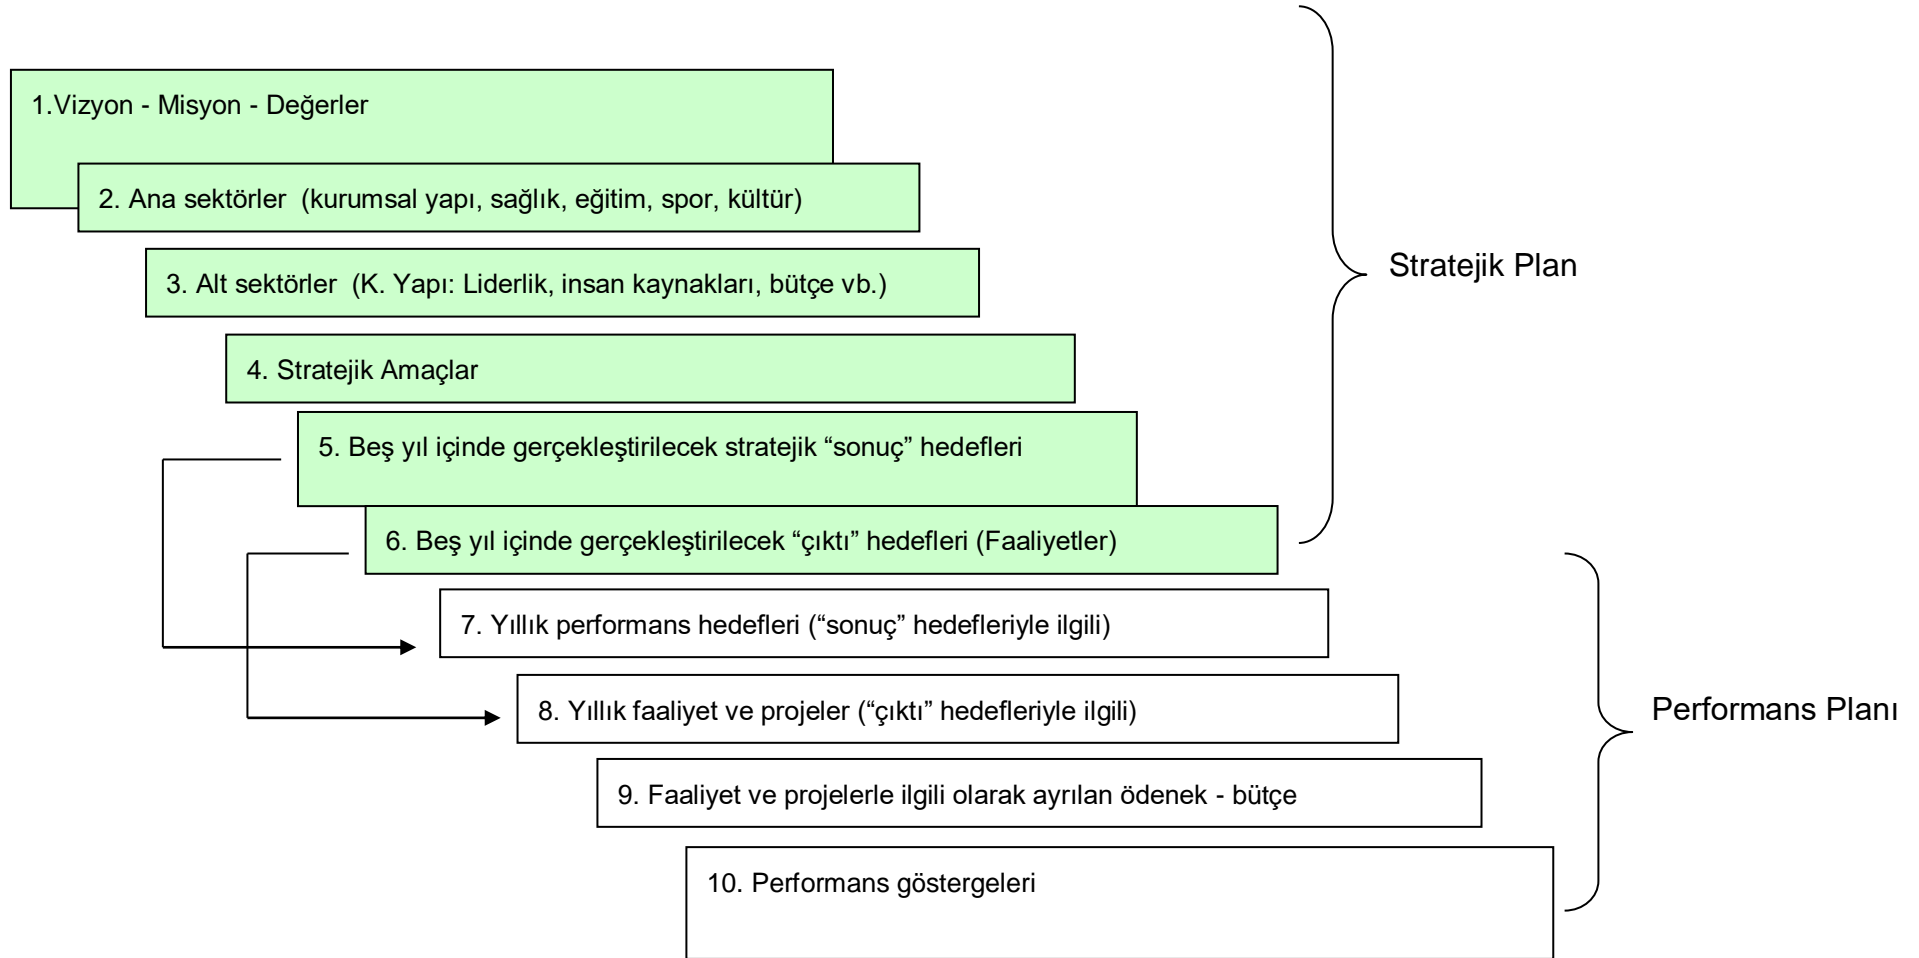 1.Vizyon - Misyon - Değerler
2. Ana sektörler  (kurumsal yapı, sağlık, eğitim, spor, kültür)
3. Alt sektörler  (K. Yapı: Liderlik, insan kaynakları, bütçe vb.)
Stratejik Plan
4. Stratejik Amaçlar
5. Beş yıl içinde gerçekleştirilecek stratejik “sonuç” hedefleri
6. Beş yıl içinde gerçekleştirilecek “çıktı” hedefleri (Faaliyetler)
7. Yıllık performans hedefleri (“sonuç” hedefleriyle ilgili)
8. Yıllık faaliyet ve projeler (“çıktı” hedefleriyle ilgili)
Performans Planı
9. Faaliyet ve projelerle ilgili olarak ayrılan ödenek - bütçe
10. Performans göstergeleri